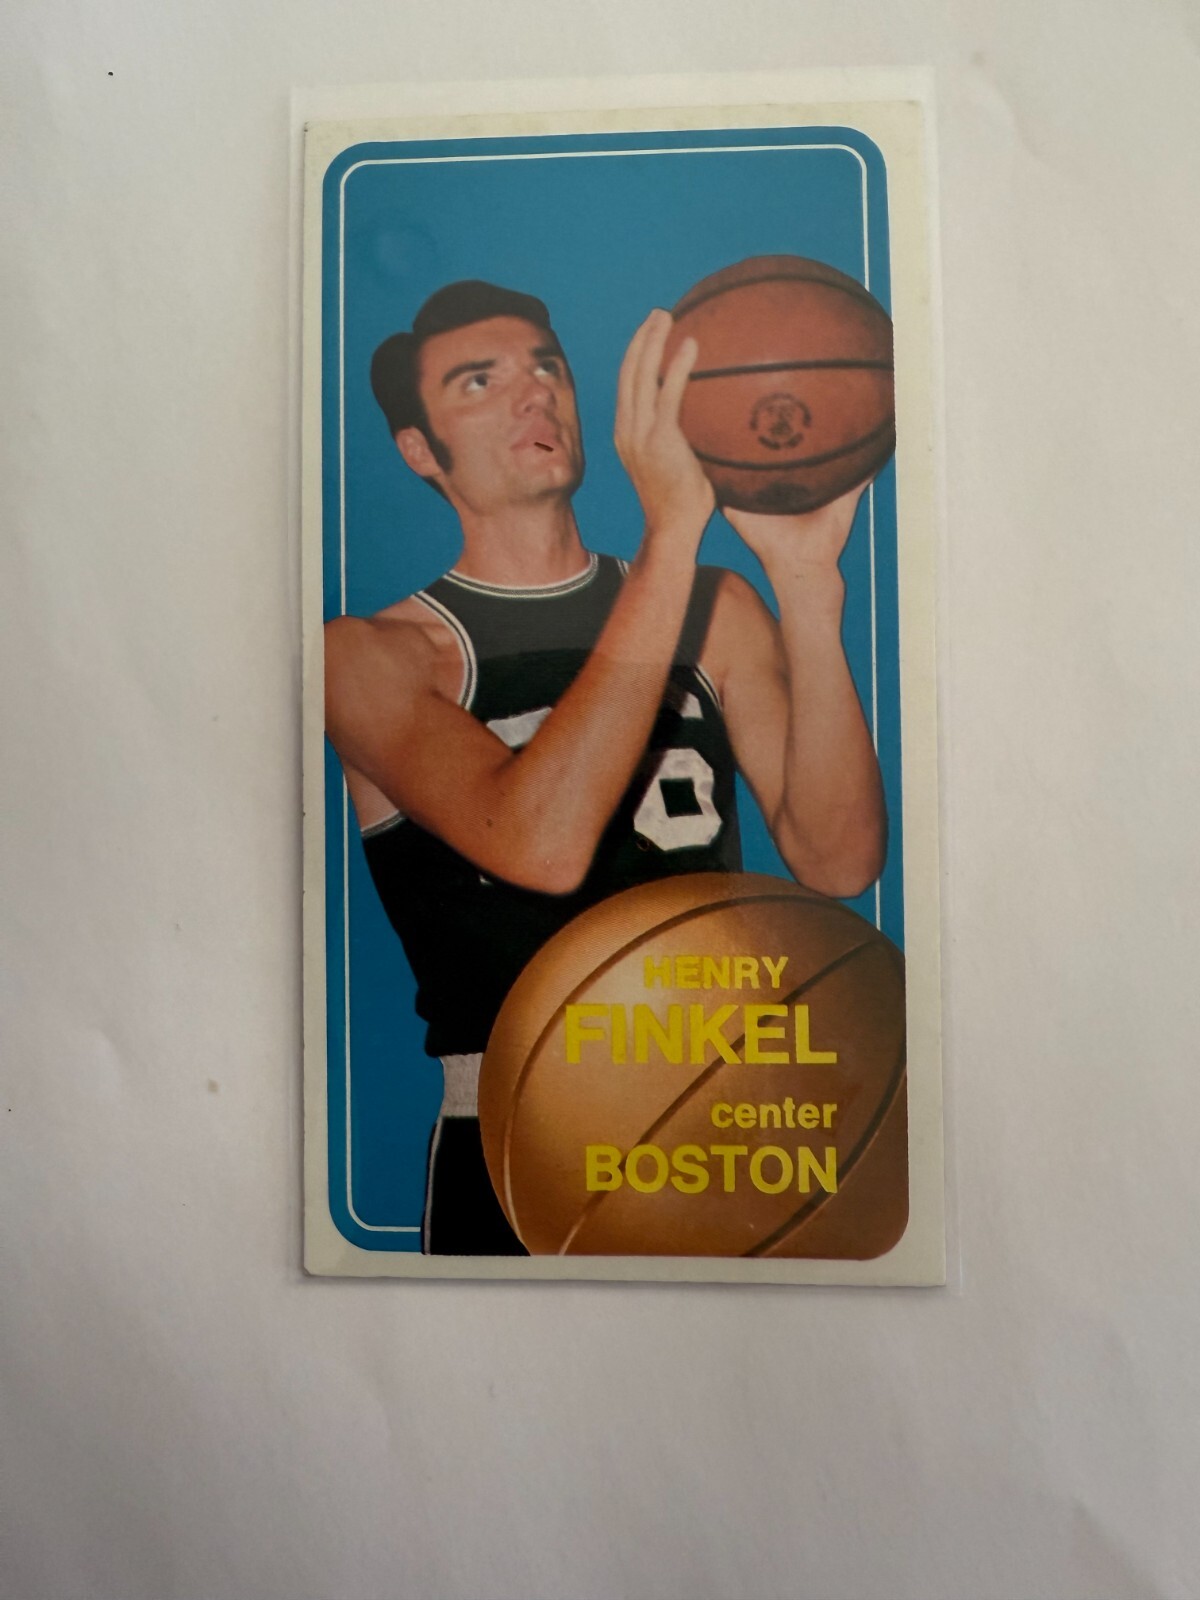 HENRY
FINKEL
center
BOSTON